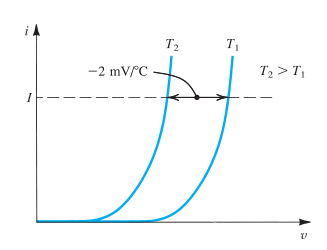 i
T₂ T₁
−2 mV/°C
T₂ > T₁
I
v